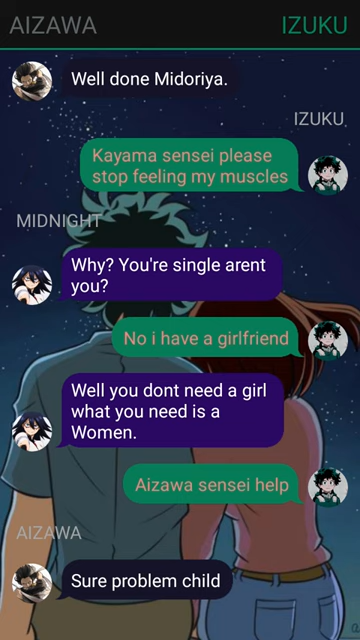 AIZAWA
IZUKU
Well done Midoriya.
IZUKU
Kayama sensei please
stop feeling my muscles
MIDNIGHT
Why? You're single arent
you?
No i have a girlfriend
Well you dont need a girl
what you need is a
Women.
Aizawa sensei help
AIZAWA
Sure problem child